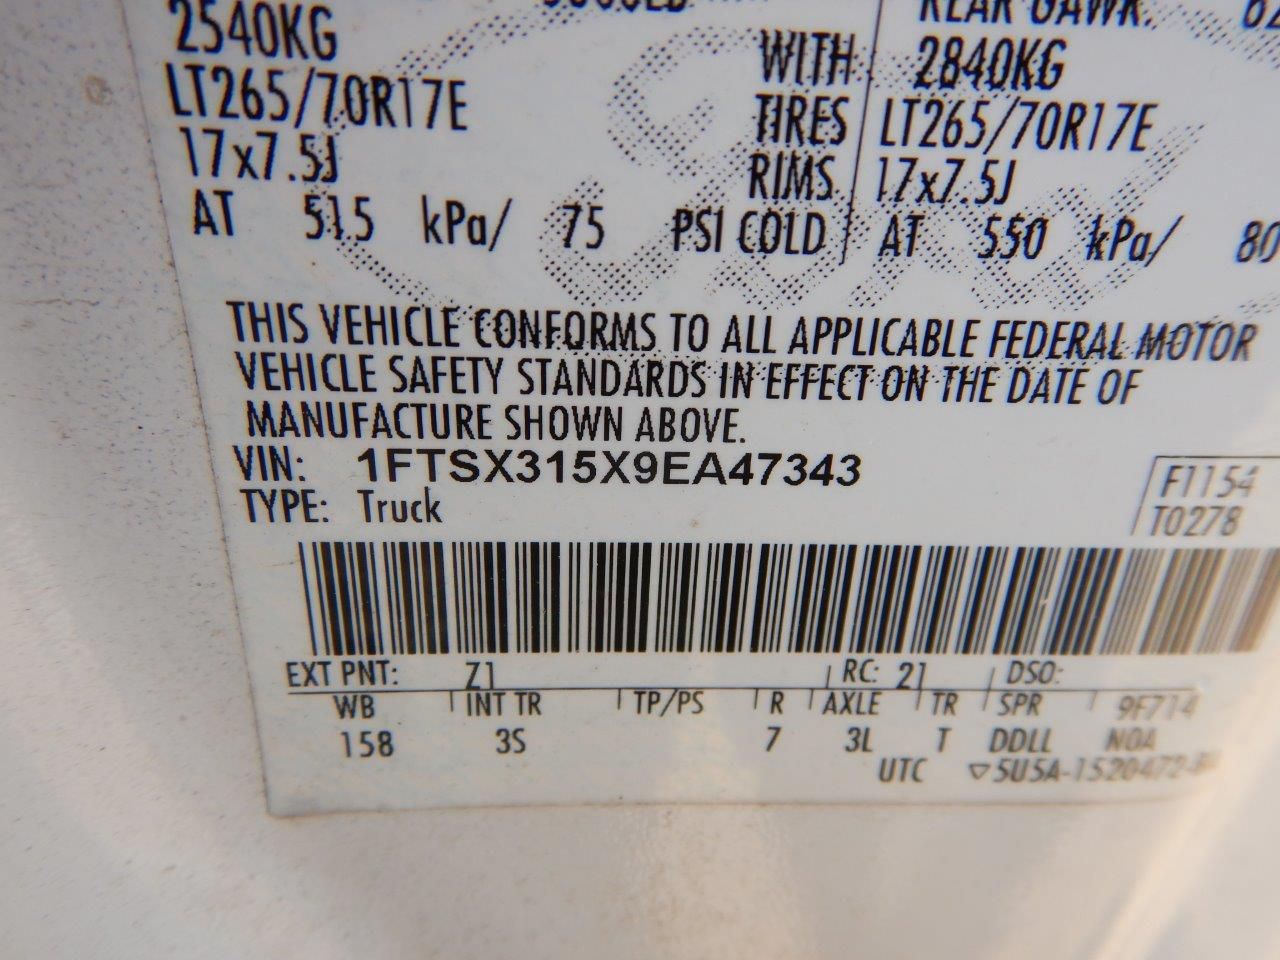 2540KG WITH 2840KG
LT265/70R17E TIRES LT265/70R17E
17x7.5J RIMS 17x7.5J
AT 515 kPa/ 75 PSI COLD AT 550 kPa/ 80
THIS VEHICLE CONFORMS TO ALL APPLICABLE FEDERAL MOTOR
VEHICLE SAFETY STANDARDS IN EFFECT ON THE DATE OF
MANUFACTURE SHOWN ABOVE.
VIN: 1FTSX315X9EA47343
F1154
TYPE: Truck
T0278
EXT PNT: Z1 RC: 21 DSO:
WB INT TR TP/PS R AXLE TR SPR 9F714
158 3S 7 3L T DDLL NOA
UTC